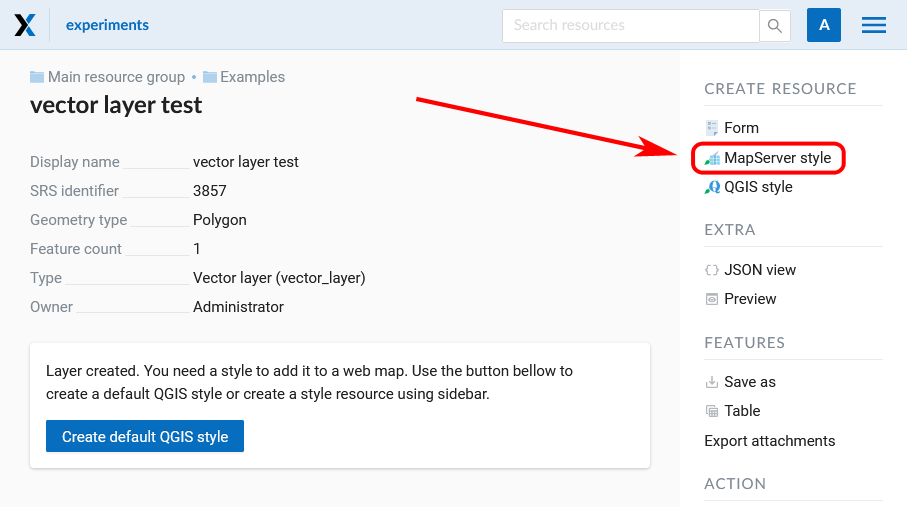 experiments
Search resources
A
Main resource group • Examples
vector layer test
Display name vector layer test
SRS identifier 3857
Geometry type Polygon
Feature count 1
Type Vector layer (vector_layer)
Owner Administrator
Layer created. You need a style to add it to a web map. Use the button bellow to
create a default QGIS style or create a style resource using sidebar.
Create default QGIS style
CREATE RESOURCE
Form
MapServer style
QGIS style
EXTRA
JSON view
Preview
FEATURES
Save as
Table
Export attachments
ACTION